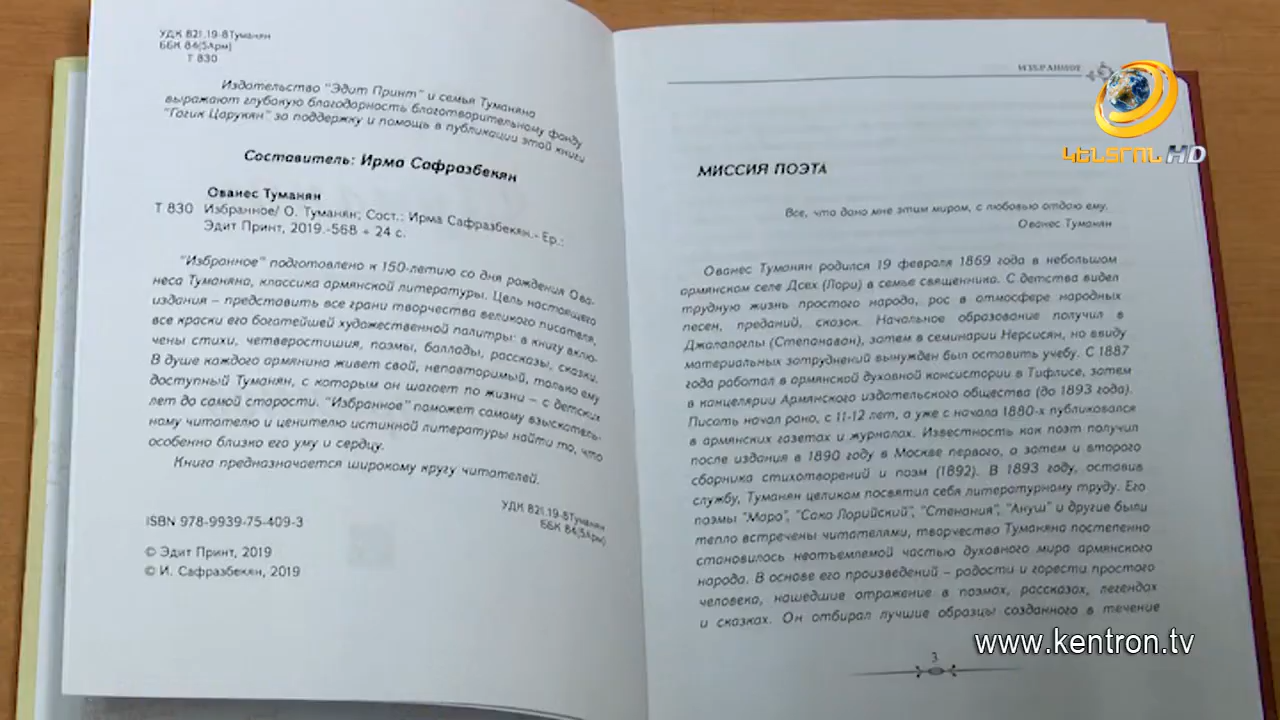 УДК 821.19-8Туманян
ББК 84(5Арм)
Т 830
Издательство "Эдит Принт" и семья Туманяна
выражают глубокую благодарность благотворительному фонду
"Гагик Царукян" за поддержку и помощь в публикации этой книги
Составитель: Ирма Сафразбекян
Ованес Туманян
Т 830 Избранное/ О. Туманян; Сост.: Ирма Сафразбекян.- Ер.:
Эдит Принт, 2019.-568 + 24 с.
"Избранное" подготовлено к 150-летию со дня рождения Ова-
неса Туманяна, классика армянской литературы. Цель настоящего
издания – представить все грани творчества великого писателя,
все краски его богатейшей художественной палитры: в книгу вклю-
чены стихи, четверостишия, поэмы, баллады, рассказы, сказки.
В душе каждого армянина живет свой, неповторимый, только ему
доступный Туманян, с которым он шагает по жизни – с детских
лет до самой старости. "Избранное" поможет самому взыскатель-
ному читателю и ценителю истинной литературы найти то, что
особенно близко его уму и сердцу.
Книга предназначается широкому кругу читателей.
УДК 821.19-8Туманян
ББК 84(5Арм)
ISBN 978-9939-75-409-3
© Эдит Принт, 2019
© И. Сафразбекян, 2019
ИЗБРАННОЕ
ԿԵՆՏՐՈՆ HD
МИССИЯ ПОЭТА
Все, что дано мне этим миром, с любовью отдаю ему.
Ованес Туманян
Ованес Туманян родился 19 февраля 1869 года в небольшом
армянском селе Дсех (Лори) в семье священника. С детства видел
трудную жизнь простого народа, рос в атмосфере народных
песен, преданий, сказок. Начальное образование получил в
Джалалоглы (Степанаван), затем в семинарии Нерсисян, но ввиду
материальных затруднений вынужден был оставить учебу. С 1887
года работал в армянской духовной консистории в Тифлисе, затем
в канцелярии Армянского издательского общества (до 1893 года).
Писать начал рано, с 11-12 лет, а уже с начала 1880-х публиковался
в армянских газетах и журналах. Известность как поэт получил
после издания в 1890 году в Москве первого, а затем и второго
сборника стихотворений и поэм (1892). В 1893 году, оставив
службу, Туманян целиком посвятил себя литературному труду. Его
поэмы "Маро", "Сако Лорийский", "Стенания", "Ануш" и другие были
тепло встречены читателями, творчество Туманяна постепенно
становилось неотъемлемой частью духовного мира армянского
народа. В основе его произведений – радости и горести простого
человека, нашедшие отражение в поэмах, рассказах, легендах
и сказках. Он отбирал лучшие образцы созданного в течение
www.kentron.tv
3